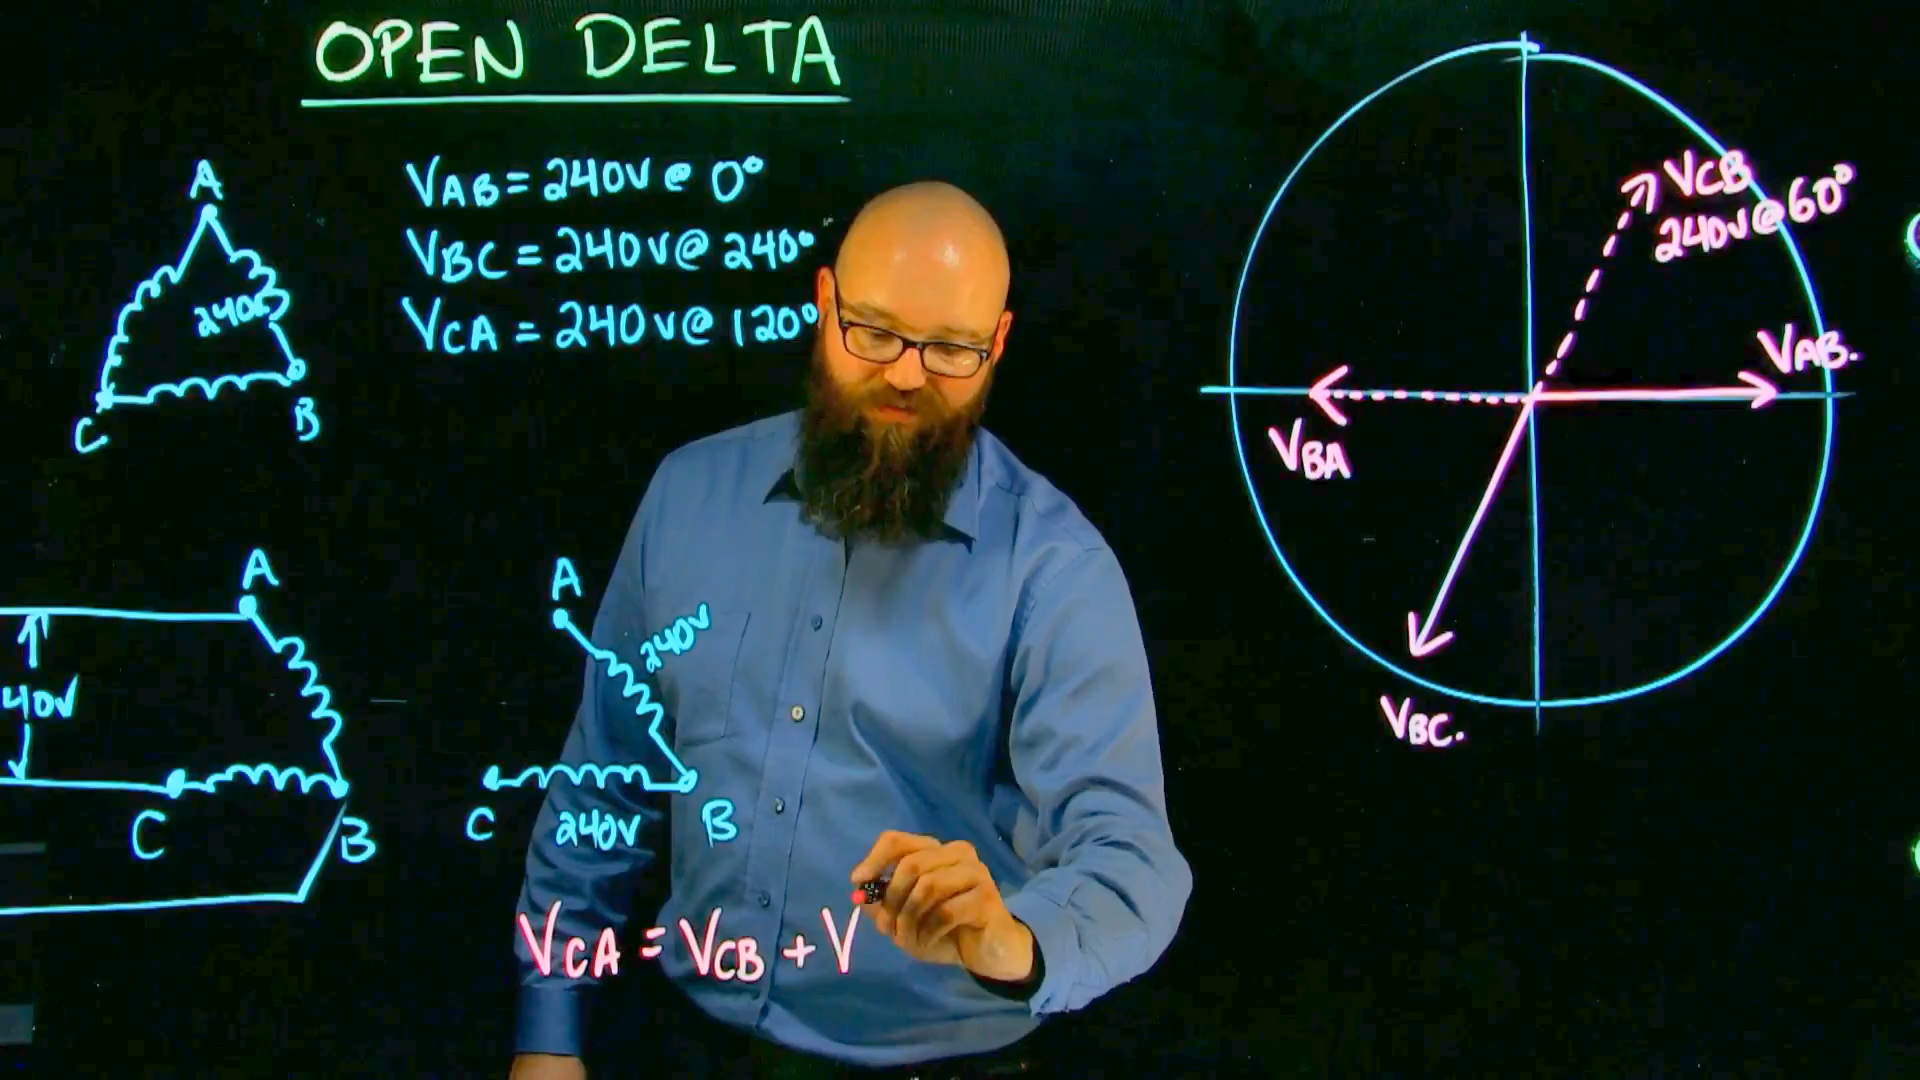 OPEN DELTA
VAB = 240V @ 0°
VBC = 240V @ 240°
VCA = 240V @ 120°
A
240
C
B
A
40V
C
B
A
240V
C
240V
B
VCA = VCB + V
VCB
240V @ 60°
VAB.
VBA
VBC.